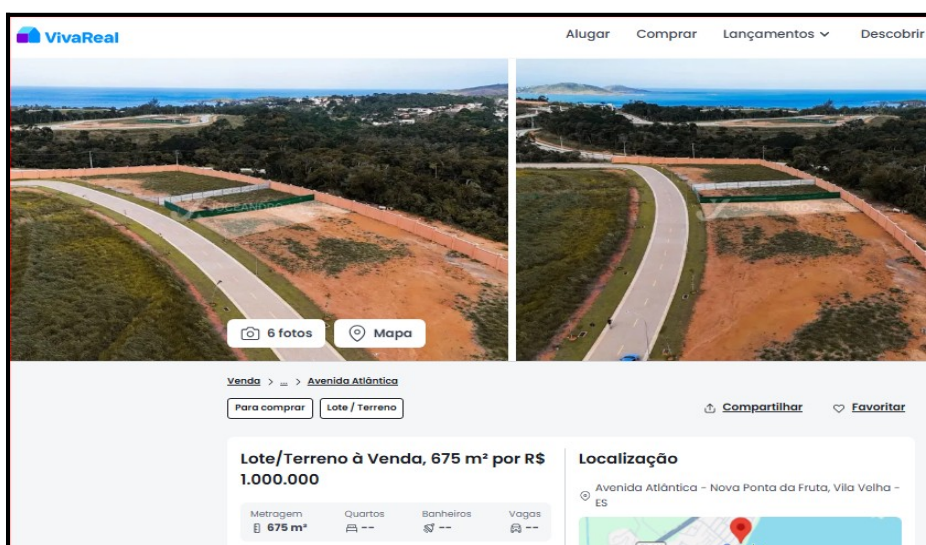 VivaReal
Alugar Comprar Lançamentos Descobrir
OCEANDRO
6 fotos Mapa
Venda > ... > Avenida Atlântica
Para comprar Lote / Terreno
Compartilhar Favoritar
Lote/Terreno à Venda, 675 m² por R$
1.000.000
Metragem Quartos Banheiros Vagas
675 m² -- -- --
Localização
Avenida Atlântica - Nova Ponta da Fruta, Vila Velha -
ES